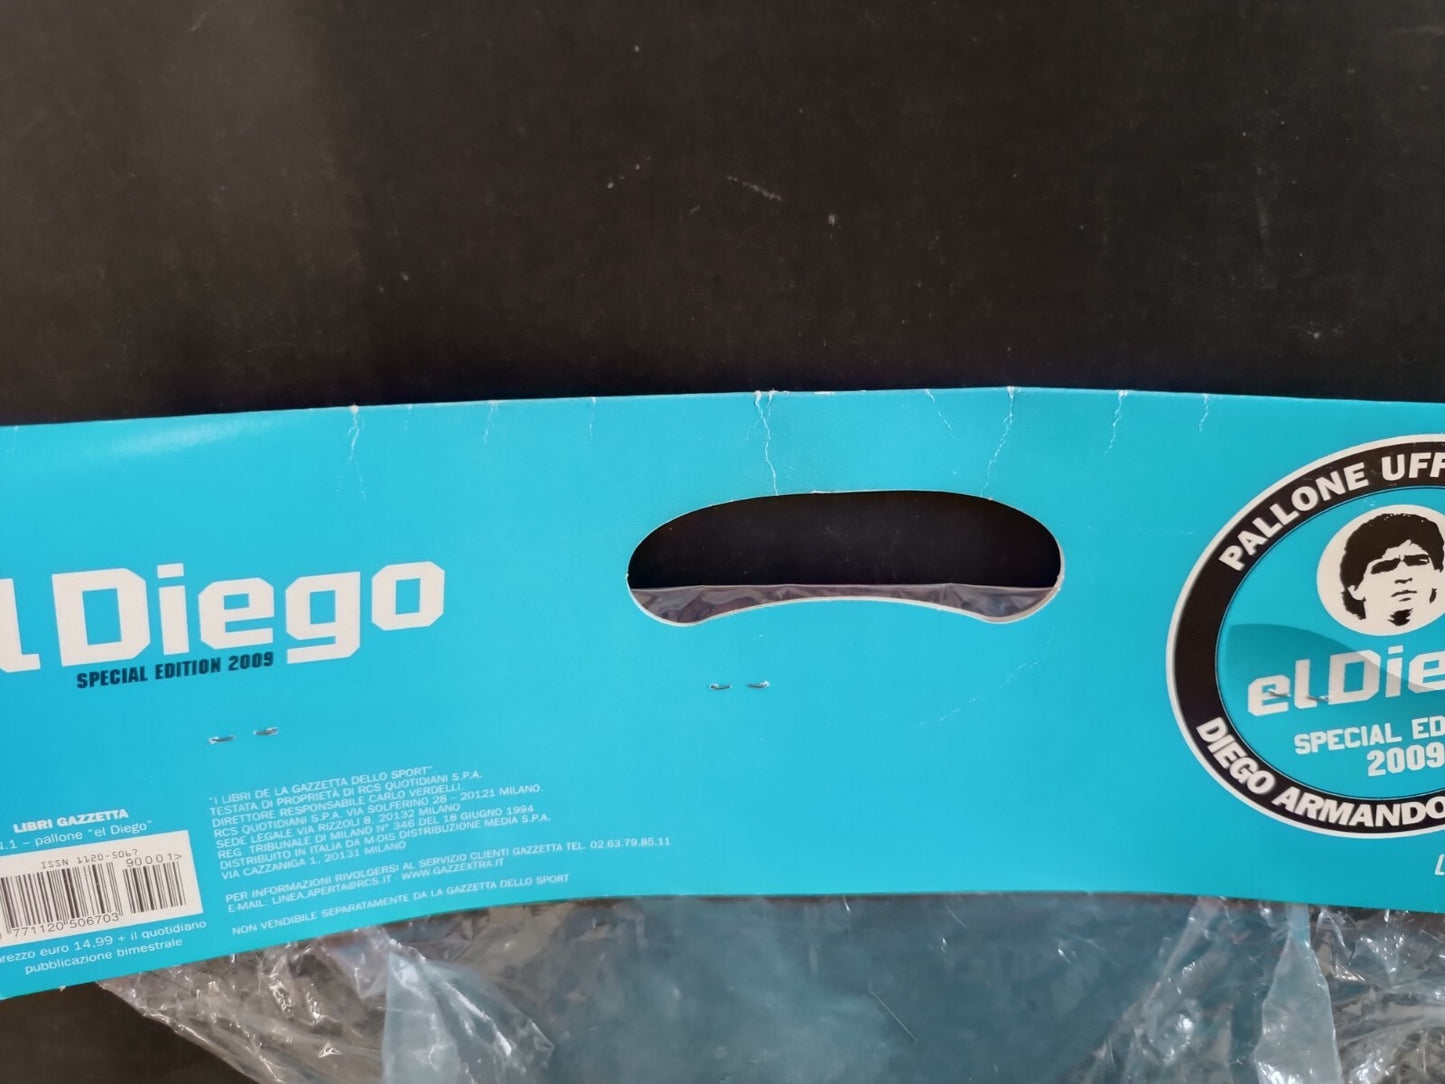 l Diego
SPECIAL EDITION 2009
LIBRI GAZZETTA
N.1 – pallone "el Diego"
ISSN 1120-5067
90001>
771120"506703
prezzo euro 14.99 + il quotidiano
pubblicazione bimestrale
"I LIBRI DE LA GAZZETTA DELLO SPORT".
TESTATA DI PROPRIETÀ DI RCS QUOTIDIANI S.P.A.
DIRETTORE RESPONSABILE CARLO VERDELLI
RCS QUOTIDIANI S.P.A. VIA SOLFERINO 28 – 20121 MILANO.
SEDE LEGALE VIA RIZZOLI 8, 20132 MILANO
REG TRIBUNALE DI MILANO N° 346 DEL 18 GIUGNO 1994
DISTRIBUITO IN ITALIA DA M-DIS DISTRIBUZIONE MEDIA S.P.A.
VIA CAZZANIGA 1, 20131 MILANO
PER INFORMAZIONI RIVOLGERSI AL SERVIZIO CLIENTI GAZZETTA TEL. 02.63.79.85.11
E-MAIL: LINEA.APERTA@RCS.IT - WWW.GAZZEXTRA.IT
NON VENDIBILE SEPARATAMENTE DA LA GAZZETTA DELLO SPORT
PALLONE UFF
elDie
SPECIAL ED
2009
DIEGO ARMANDO